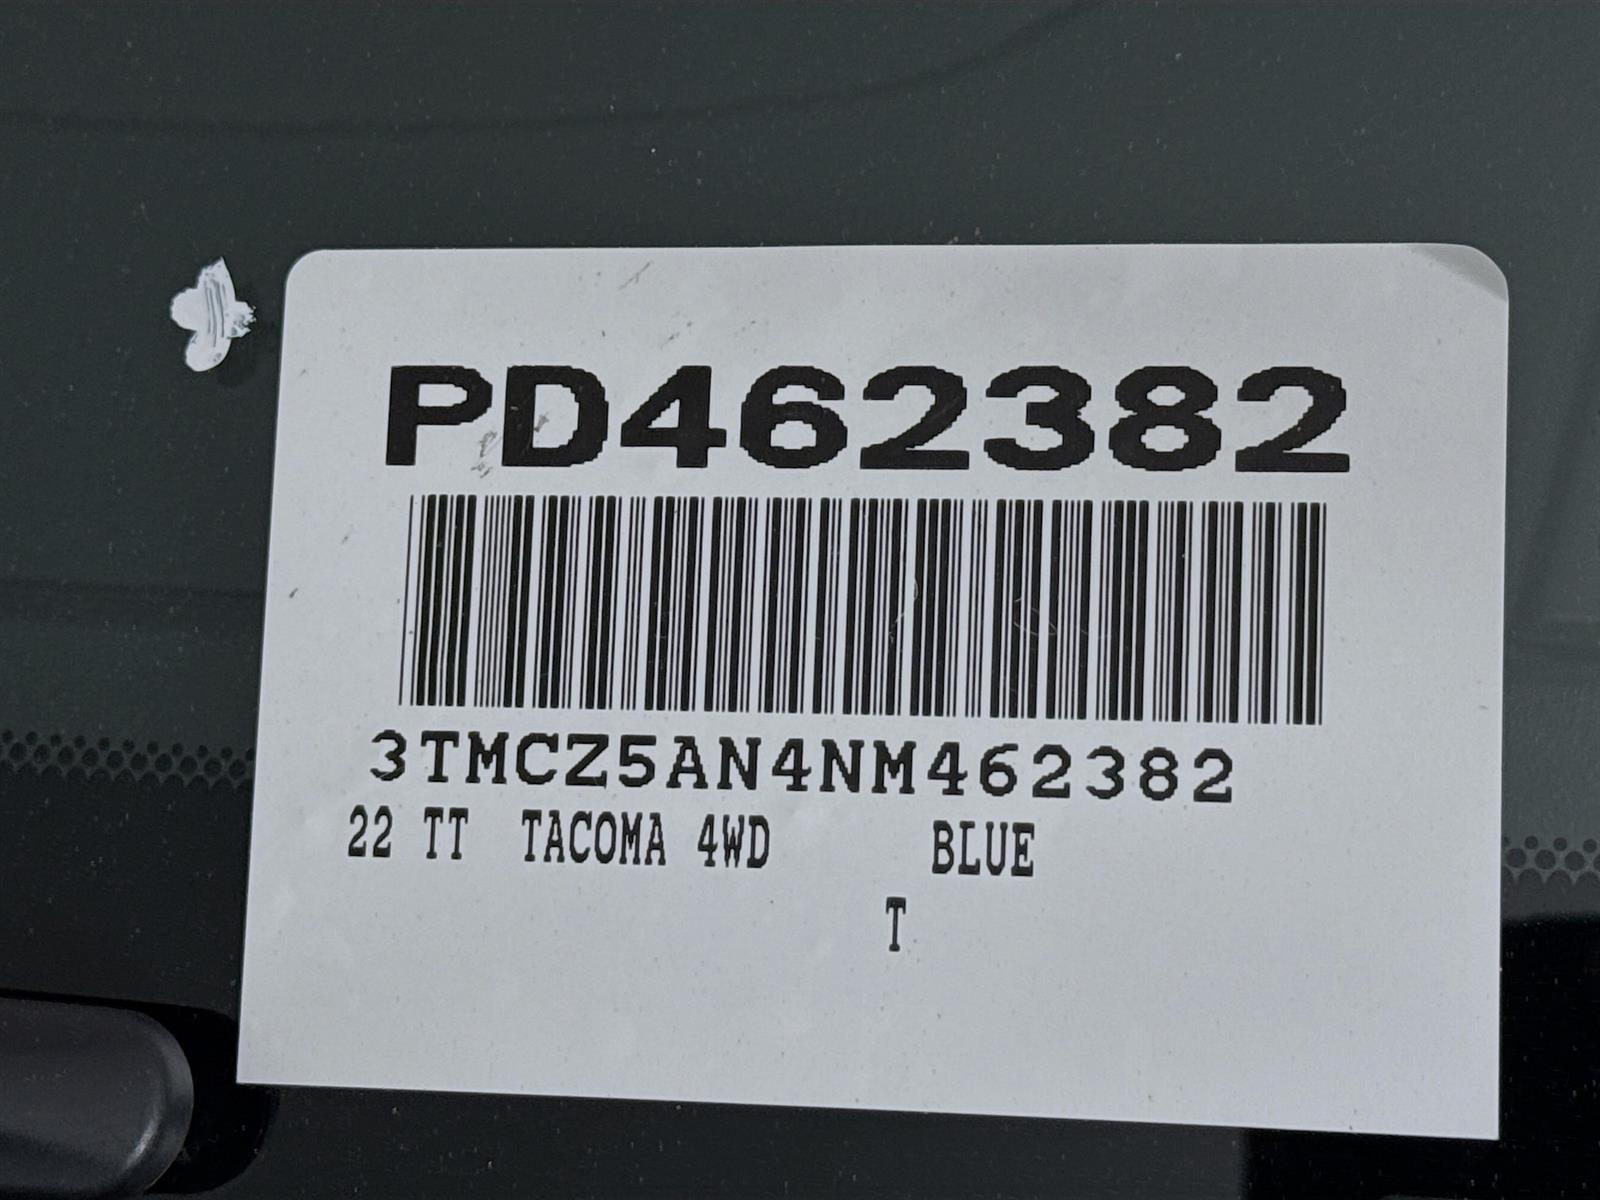 PD462382
3TMCZ5AN4NM462382
22 TT TACOMA 4WD BLUE
T